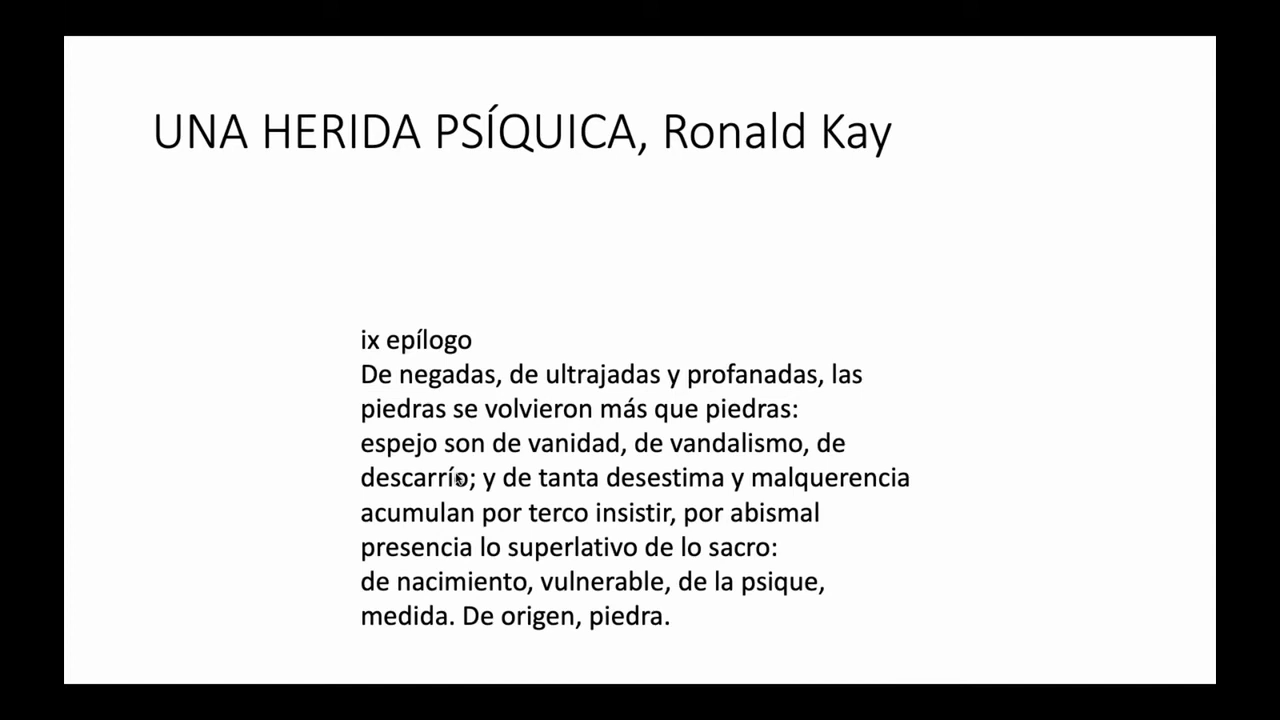 UNA HERIDA PSÍQUICA, Ronald Kay
ix epílogo
De negadas, de ultrajadas y profanadas, las
piedras se volvieron más que piedras:
espejo son de vanidad, de vandalismo, de
descarrío; y de tanta desestima y malquerencia
acumulan por terco insistir, por abismal
presencia lo superlativo de lo sacro:
de nacimiento, vulnerable, de la psique,
medida. De origen, piedra.